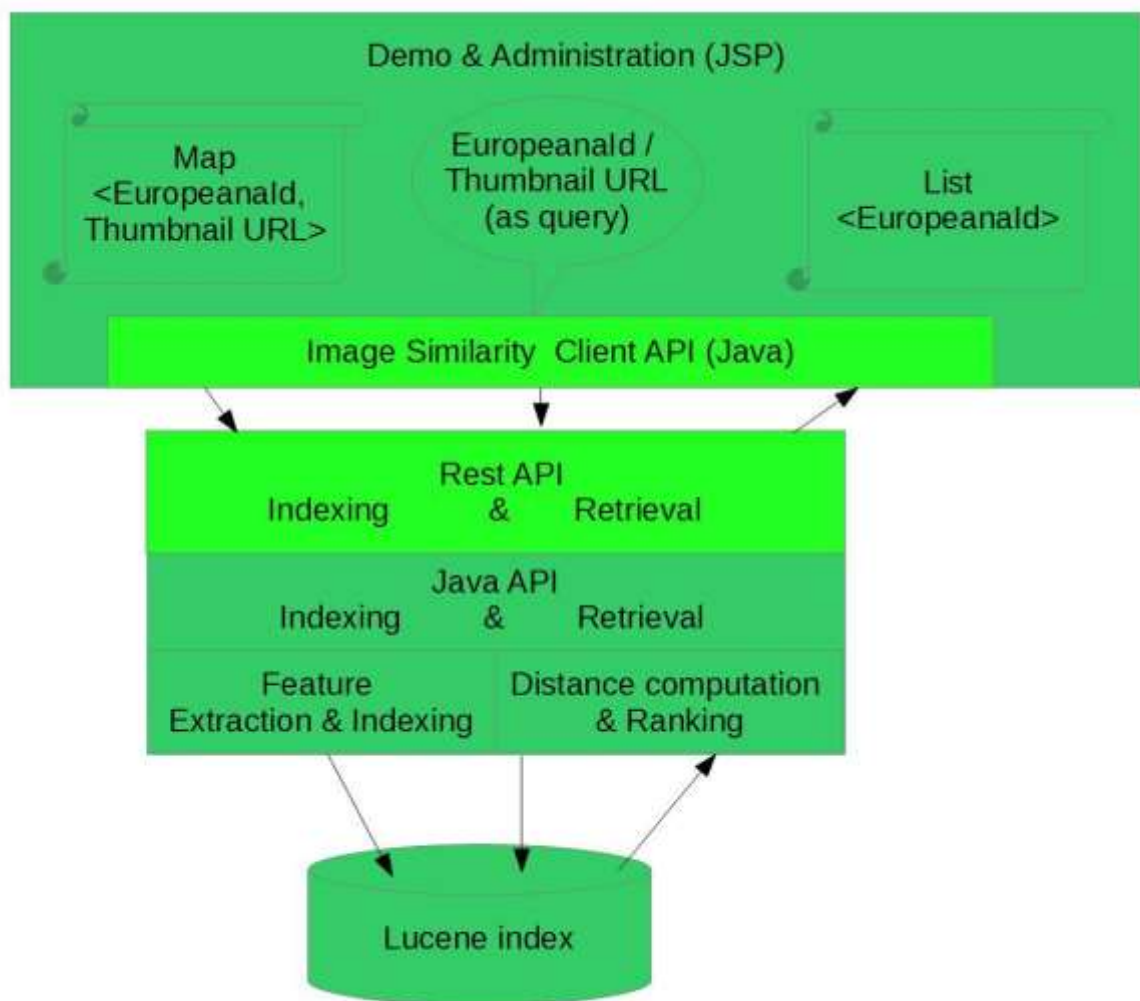 Demo & Administration (JSP)
Map
<EuropeanaId,
Thumbnail URL>
EuropeanaId /
Thumbnail URL
(as query)
List
<EuropeanaId>
Image Similarity Client API (Java)
Rest API
Indexing & Retrieval
Java API
Indexing & Retrieval
Feature
Extraction & Indexing
Distance computation
& Ranking
Lucene index